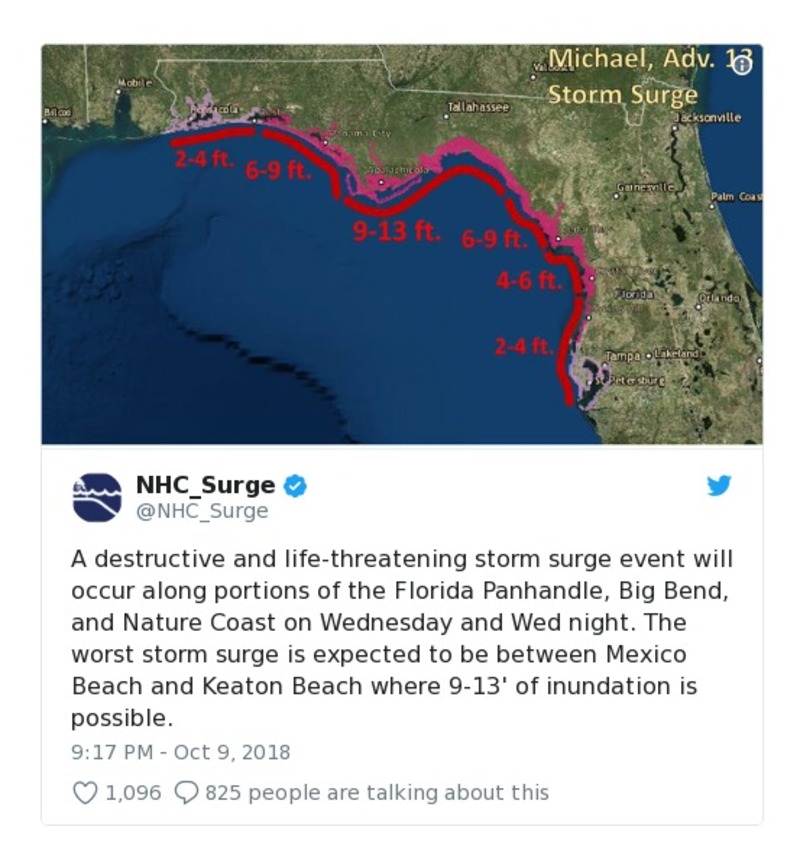 Michael, Adv. 13
Storm Surge
Mobile
Tallahassee
Jacksonville
Biloxi
Pensacola
Panama City
Apalachicola
Gainesville
Palm Coas
2-4 ft.
6-9 ft.
9-13 ft.
6-9 ft.
4-6 ft.
Florida
Orlando
2-4 ft.
Tampa
Lakeland
St Petersburg
NHC_Surge
@NHC_Surge
A destructive and life-threatening storm surge event will
occur along portions of the Florida Panhandle, Big Bend,
and Nature Coast on Wednesday and Wed night. The
worst storm surge is expected to be between Mexico
Beach and Keaton Beach where 9-13' of inundation is
possible.
9:17 PM - Oct 9, 2018
1,096 825 people are talking about this